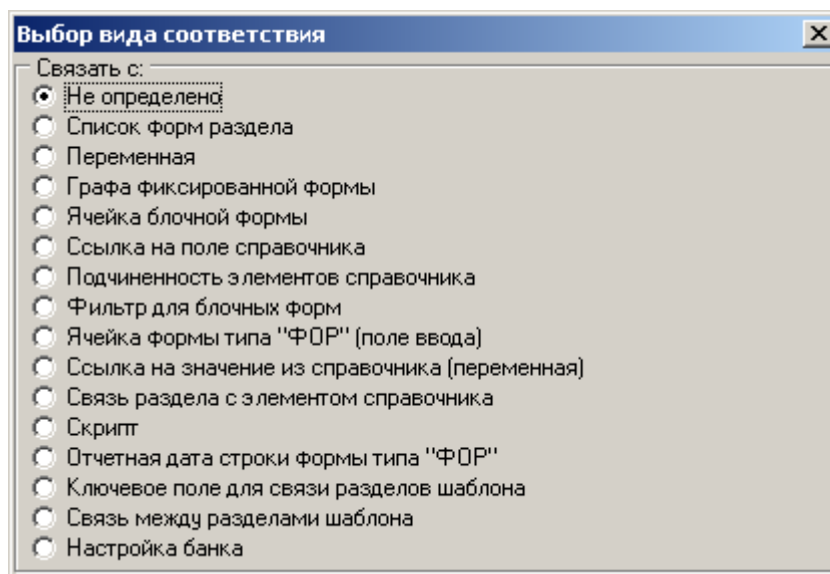 Выбор вида соответствия
Связать с:
Не определено
Список форм раздела
Переменная
Графа фиксированной формы
Ячейка блочной формы
Ссылка на поле справочника
Подчиненность элементов справочника
Фильтр для блочных форм
Ячейка формы типа "ФОР" (поле ввода)
Ссылка на значение из справочника (переменная)
Связь раздела с элементом справочника
Скрипт
Отчетная дата строки формы типа "ФОР"
Ключевое поле для связи разделов шаблона
Связь между разделами шаблона
Настройка банка